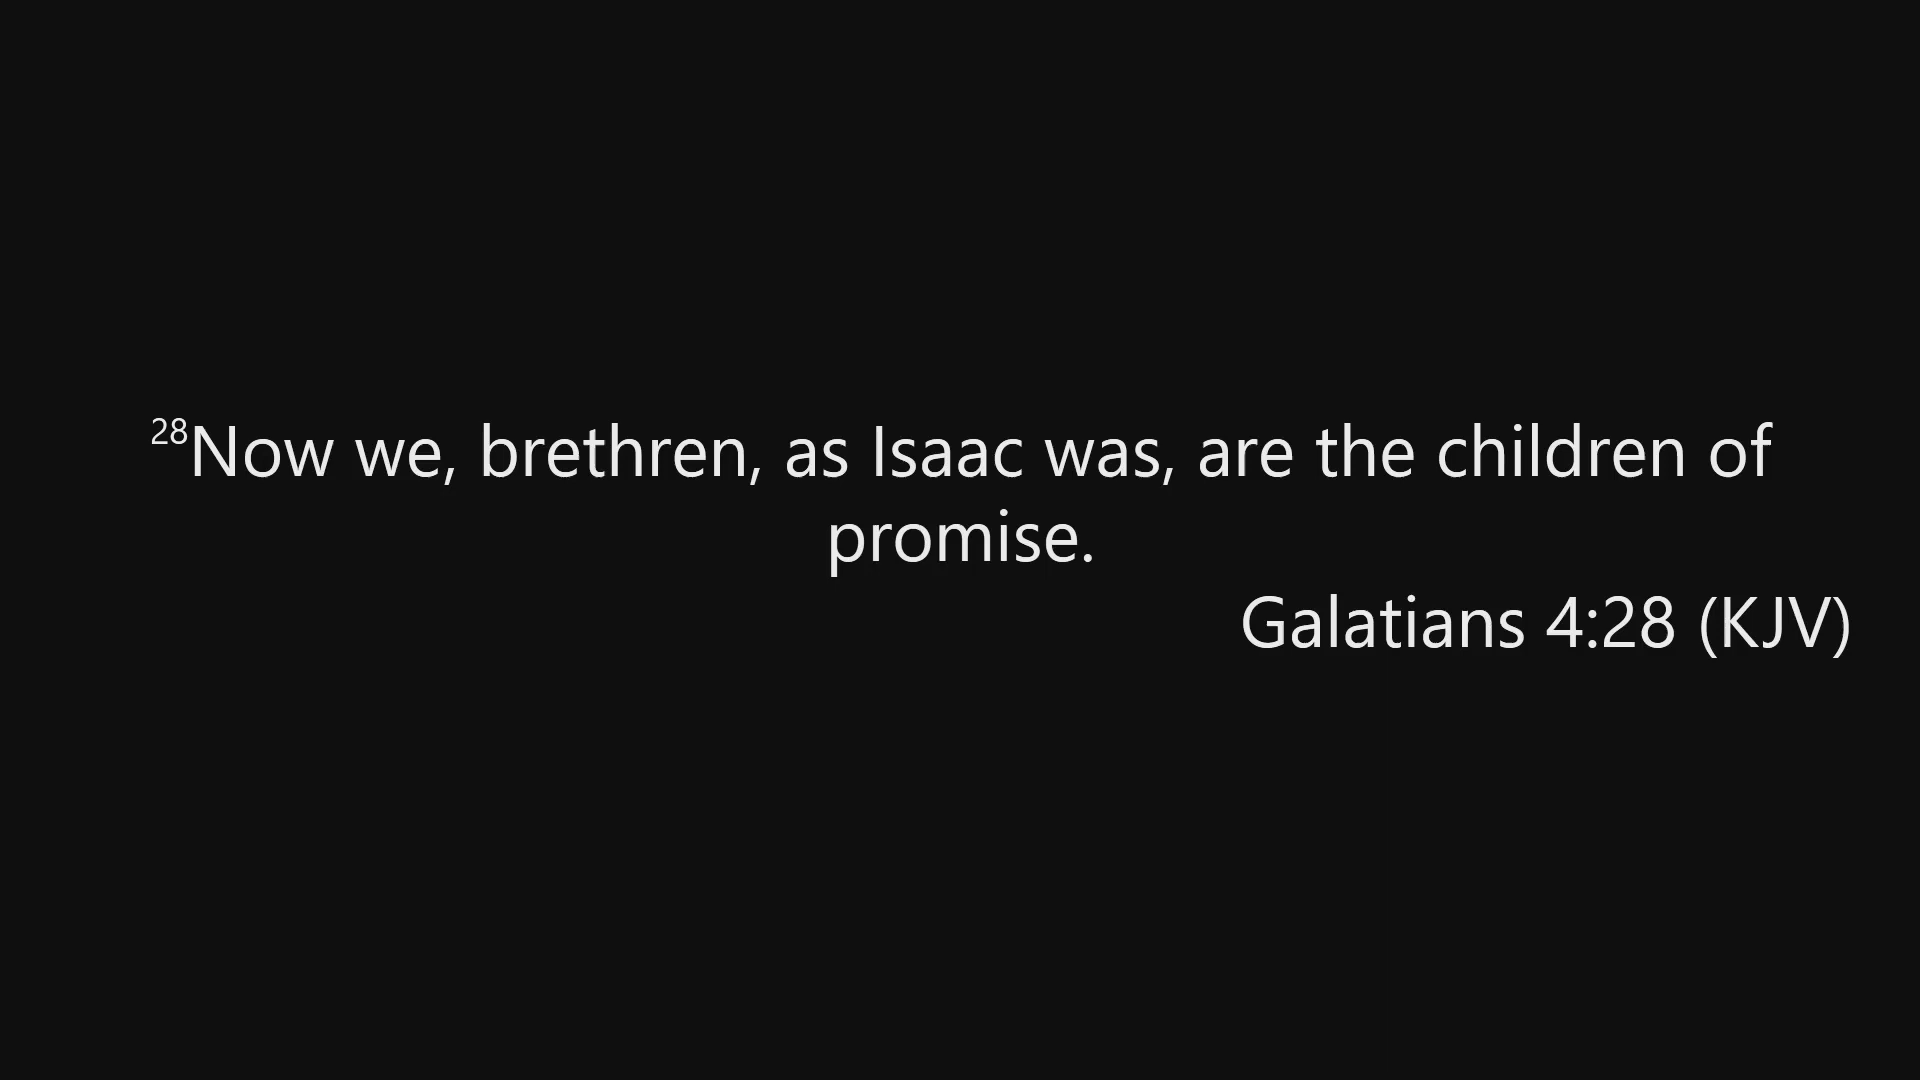 28Now we, brethren, as Isaac was, are the children of
promise.
Galatians 4:28 (KJV)